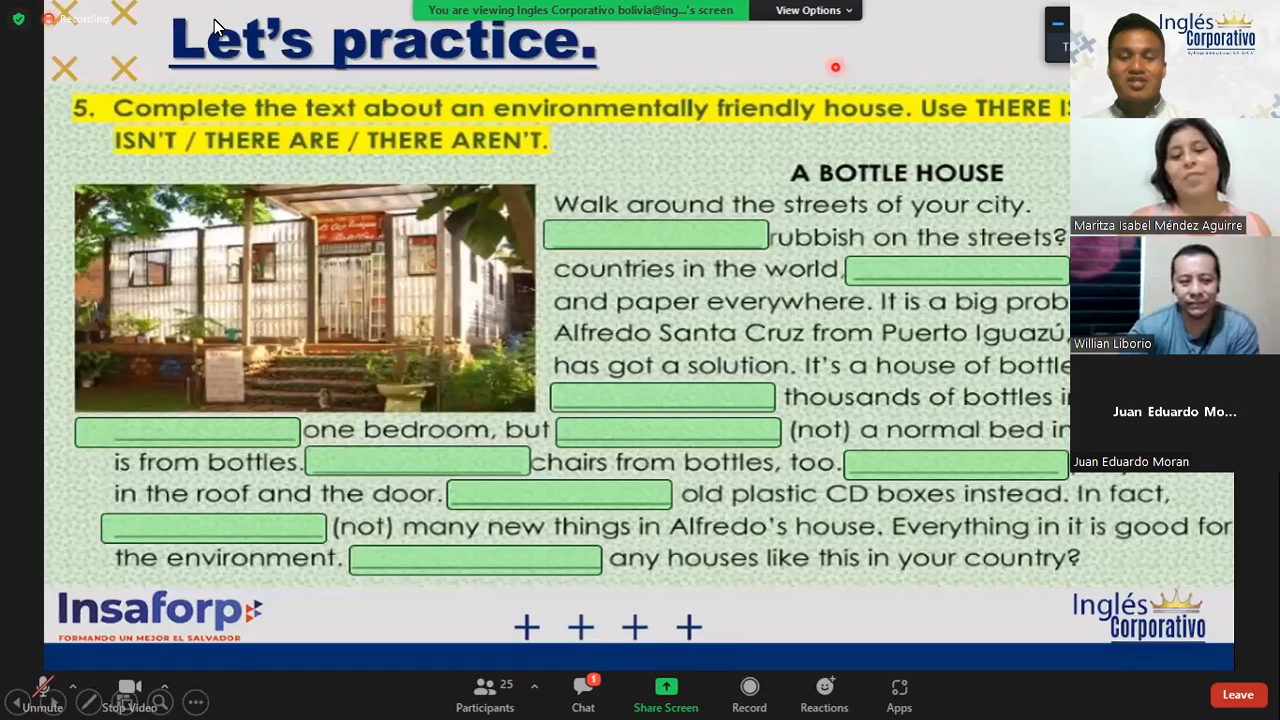 Recording
You are viewing Ingles Corporativo bolivia@ing...'s screen
View Options
Let's practice.
5. Complete the text about an environmentally friendly house. Use THERE IS
ISN'T / THERE ARE / THERE AREN'T.
A BOTTLE HOUSE
Walk around the streets of your city.
rubbish on the streets?
countries in the world,
and paper everywhere. It is a big prob
Alfredo Santa Cruz from Puerto Iguazú,
has got a solution. It's a house of bottle
thousands of bottles in
one bedroom, but (not) a normal bed in
is from bottles. chairs from bottles, too.
in the roof and the door. old plastic CD boxes instead. In fact,
(not) many new things in Alfredo's house. Everything in it is good for
the environment. any houses like this in your country?
Insaforp
FORMANDO UN MEJOR EL SALVADOR
Inglés
Corporativo
Inglés
Corporativo
Maritza Isabel Méndez Aguirre
Willian Liborio
Juan Eduardo Mo...
Juan Eduardo Moran
Unmute
Stop Video
25
Participants
1
Chat
Share Screen
Record
Reactions
Apps
Leave